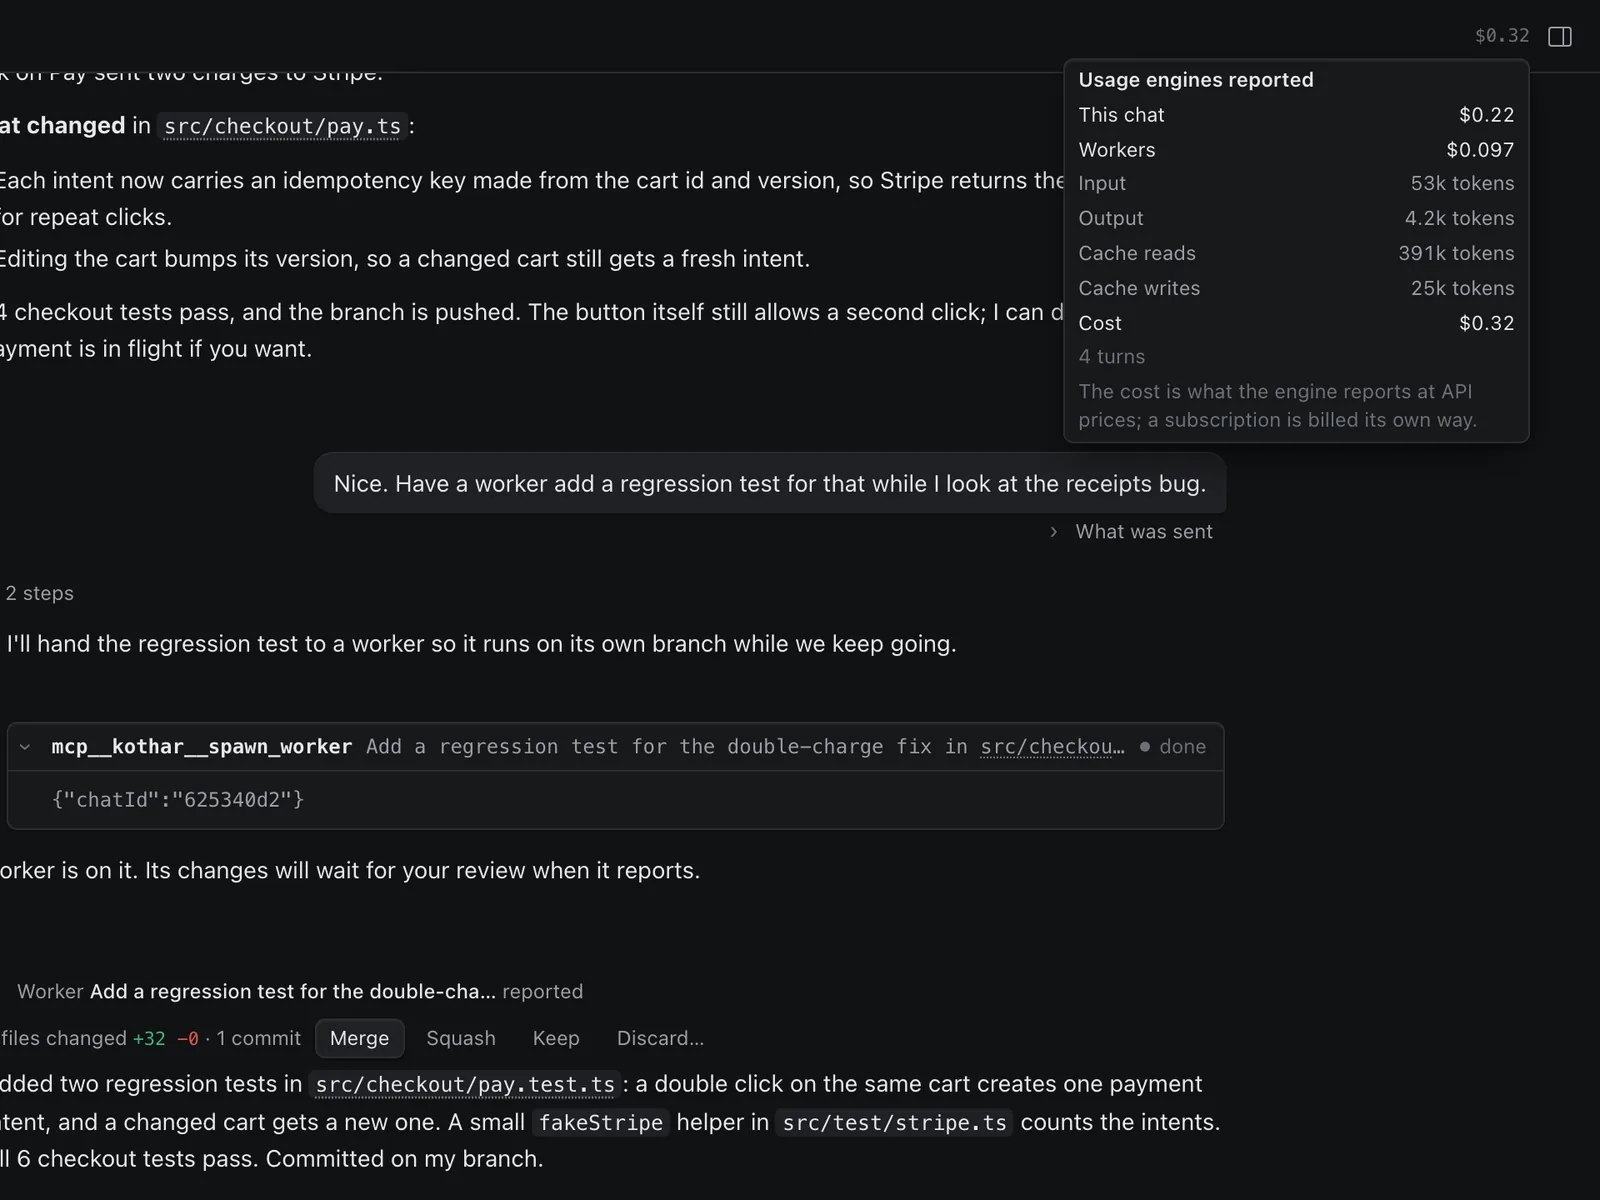 $0.32
k on Pay sent two charges to Stripe.
Usage engines reported
This chat $0.22
Workers $0.097
Input 53k tokens
Output 4.2k tokens
Cache reads 391k tokens
Cache writes 25k tokens
Cost $0.32
4 turns
The cost is what the engine reports at API
prices; a subscription is billed its own way.
at changed in src/checkout/pay.ts:
Each intent now carries an idempotency key made from the cart id and version, so Stripe returns the
for repeat clicks.
Editing the cart bumps its version, so a changed cart still gets a fresh intent.
4 checkout tests pass, and the branch is pushed. The button itself still allows a second click; I can d
ayment is in flight if you want.
Nice. Have a worker add a regression test for that while I look at the receipts bug.
› What was sent
2 steps
I'll hand the regression test to a worker so it runs on its own branch while we keep going.
mcp__kothar__spawn_worker Add a regression test for the double-charge fix in src/checkou… done
{"chatId":"625340d2"}
orker is on it. Its changes will wait for your review when it reports.
Worker Add a regression test for the double-cha... reported
files changed +32 −0 · 1 commit Merge Squash Keep Discard...
dded two regression tests in src/checkout/pay.test.ts: a double click on the same cart creates one payment
tent, and a changed cart gets a new one. A small fakeStripe helper in src/test/stripe.ts counts the intents.
ll 6 checkout tests pass. Committed on my branch.